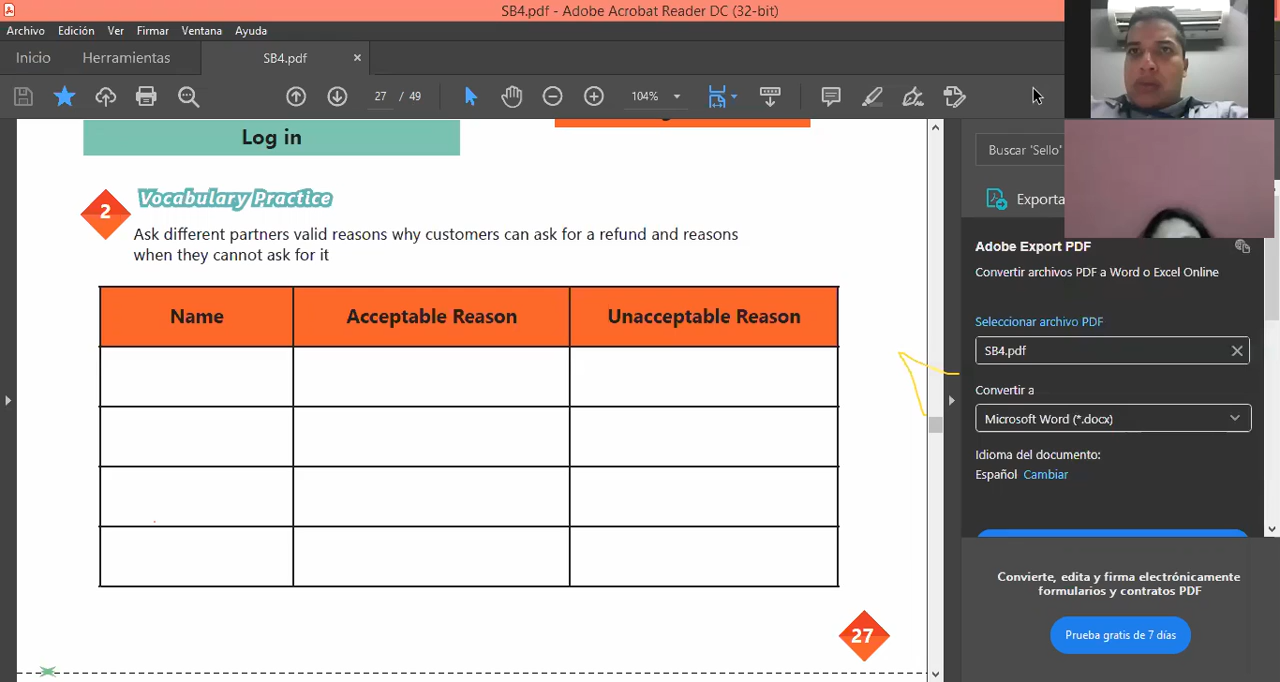 SB4.pdf - Adobe Acrobat Reader DC (32-bit)
Archivo Edición Ver Firmar Ventana Ayuda
Inicio Herramientas SB4.pdf ×
27 / 49 104%
Log in
2
Vocabulary Practice
Ask different partners valid reasons why customers can ask for a refund and reasons
when they cannot ask for it
Name Acceptable Reason Unacceptable Reason
27
Buscar 'Sello'
Exporta
Adobe Export PDF
Convertir archivos PDF a Word o Excel Online
Seleccionar archivo PDF
SB4.pdf
Convertir a
Microsoft Word (*.docx)
Idioma del documento:
Español Cambiar
Convierte, edita y firma electrónicamente
formularios y contratos PDF
Prueba gratis de 7 días